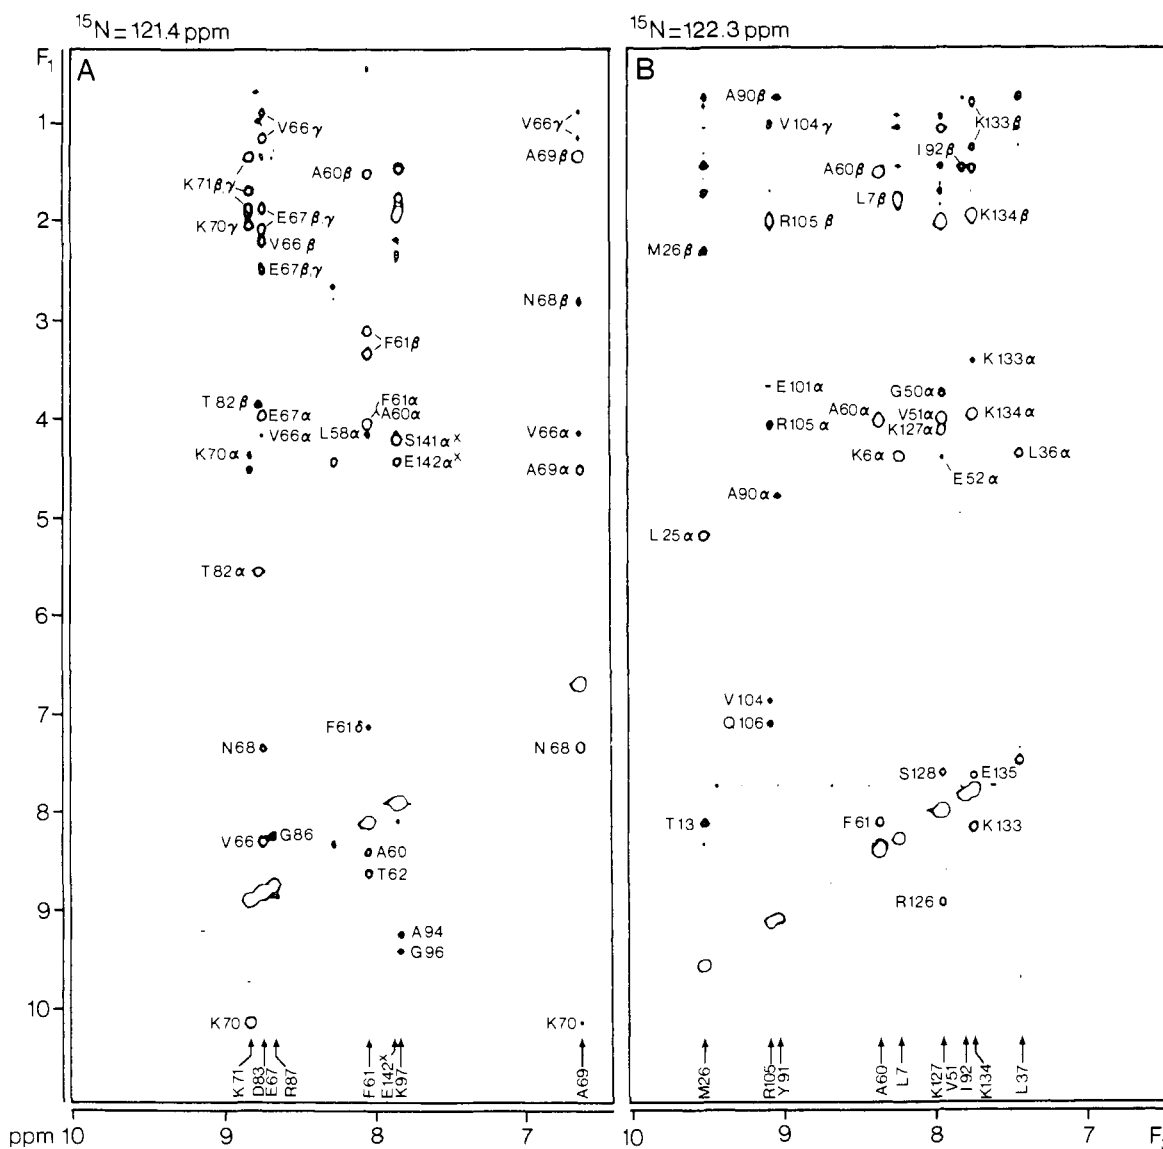 15N = 121.4 ppm
15N = 122.3 ppm
F1
A
1
2
3
4
5
6
7
8
9
10
V66γ
K71β,γ
K70γ
E67β,γ
V66β
E67β,γ
A60β
V66γ
A69β
N68β
F61β
T82β
E67α
V66α
K70α
F61α
A60α
L58α
S141αx
E142αx
V66α
A69α
T82α
F61δ
N68
N68
V66
G86
A60
T62
A94
G96
K70
K70
K71
D83
E67
R87
F61
E142x
K97
A69
ppm 10
9
8
7
B
A90β
V104γ
K133β
I92β
A60β
L7β
R105β
K134β
M26β
K133α
E101α
G50α
A60α
V51α
K134α
R105α
K127α
K6α
L36α
E52α
A90α
L25α
V104
Q106
S128
E135
T13
F61
K133
R126
M26
R105
Y91
A60
L7
K127
V51
I92
K134
L37
10
9
8
7